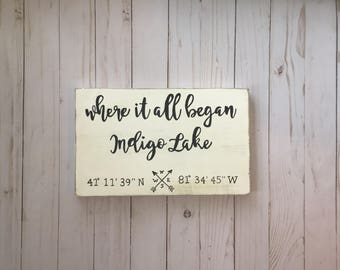 where it all began
Indigo Lake
N
41° 11' 39" N W E 81° 34' 45" W
S